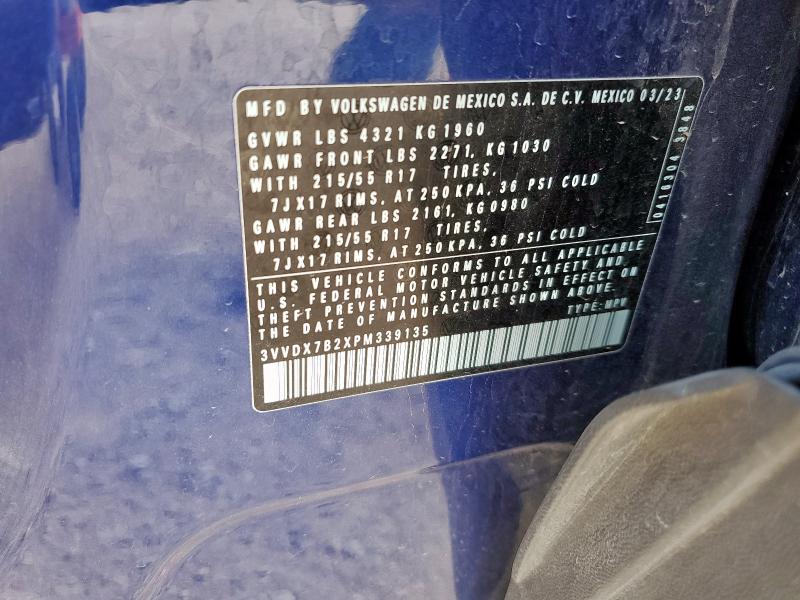 MFD BY VOLKSWAGEN DE MEXICO S.A. DE C.V. MEXICO 03/23
GVWR LBS 4321 KG 1960
GAWR FRONT LBS 2271, KG 1030
WITH 215/55 R17 TIRES,
7JX17 RIMS, AT 250 KPA, 36 PSI COLD
GAWR REAR LBS 2161, KG 0980
WITH 215/55 R17 TIRES,
7JX17 RIMS, AT 250 KPA, 36 PSI COLD
THIS VEHICLE CONFORMS TO ALL APPLICABLE
U.S. FEDERAL MOTOR VEHICLE SAFETY AND
THEFT PREVENTION STANDARDS IN EFFECT ON
THE DATE OF MANUFACTURE SHOWN ABOVE.
TYPE: MPV
3VVDX7B2XPM339135
0410304 3848